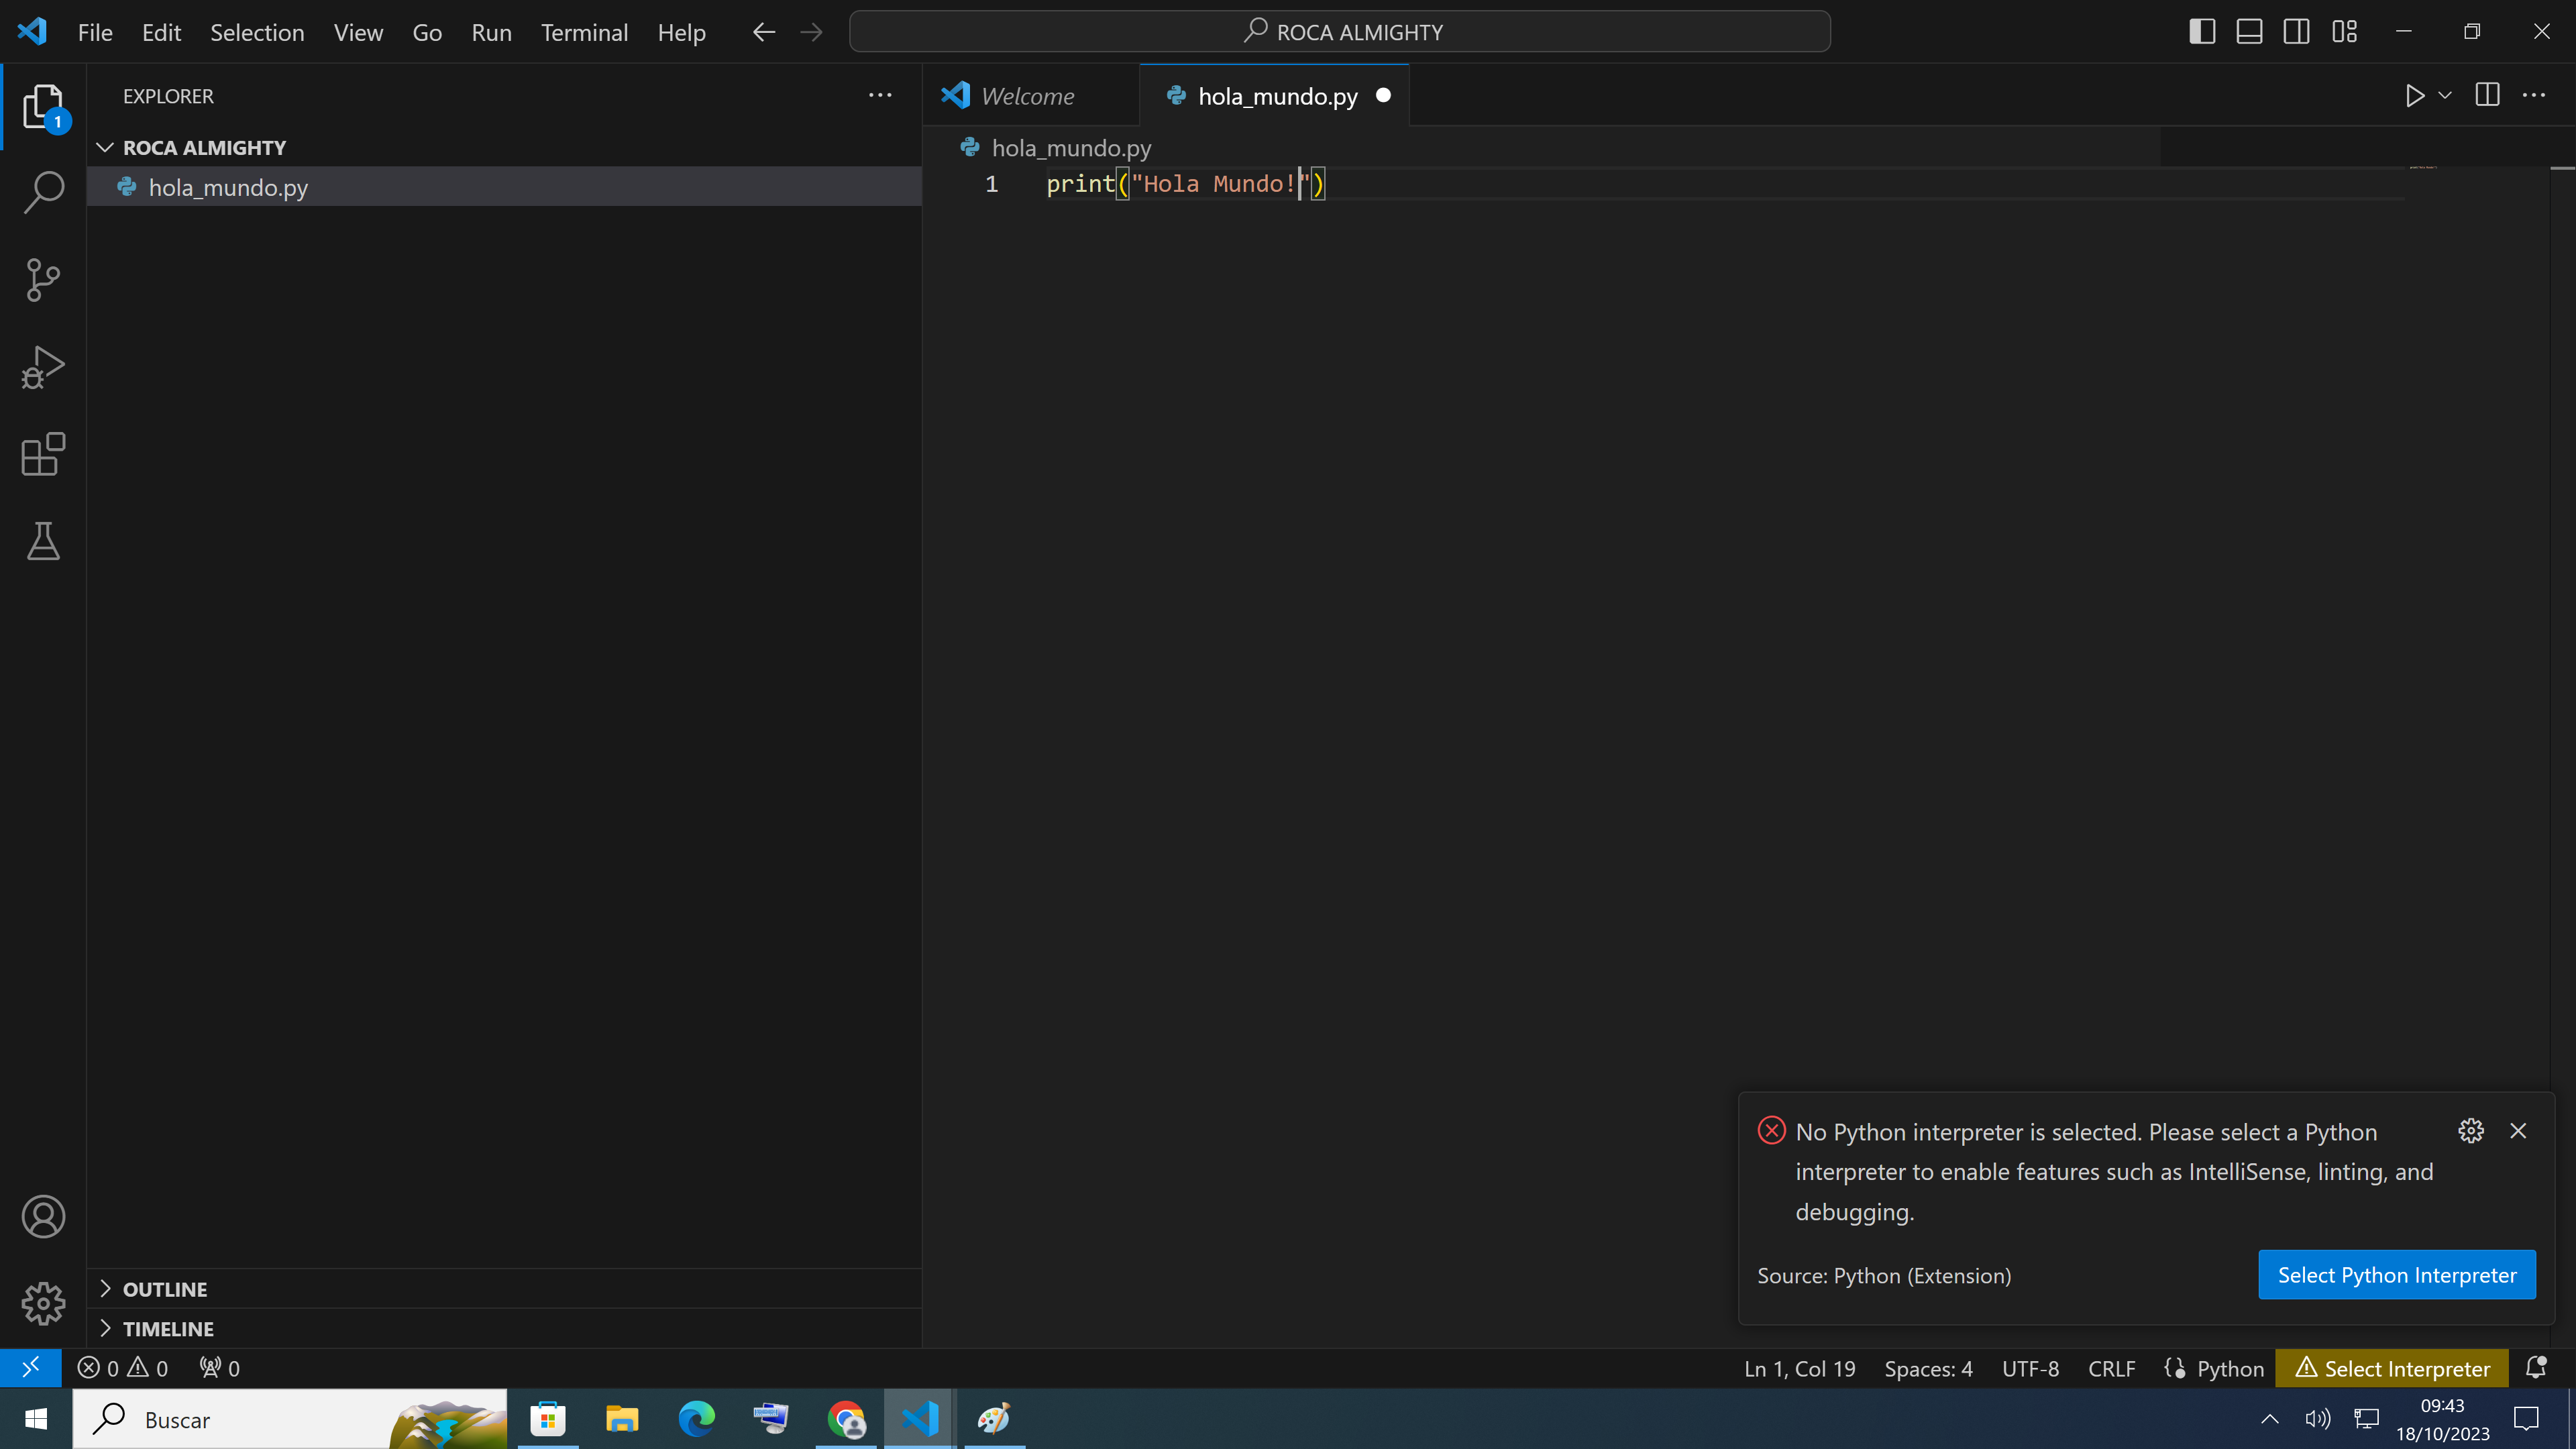 File Edit Selection View Go Run Terminal Help
ROCA ALMIGHTY
EXPLORER
1
ROCA ALMIGHTY
hola_mundo.py
Welcome
hola_mundo.py
hola_mundo.py
1 print("Hola Mundo!")
No Python interpreter is selected. Please select a Python
interpreter to enable features such as IntelliSense, linting, and
debugging.
Source: Python (Extension)
Select Python Interpreter
OUTLINE
TIMELINE
0 0 0
Ln 1, Col 19 Spaces: 4 UTF-8 CRLF Python Select Interpreter
Buscar
09:43
18/10/2023